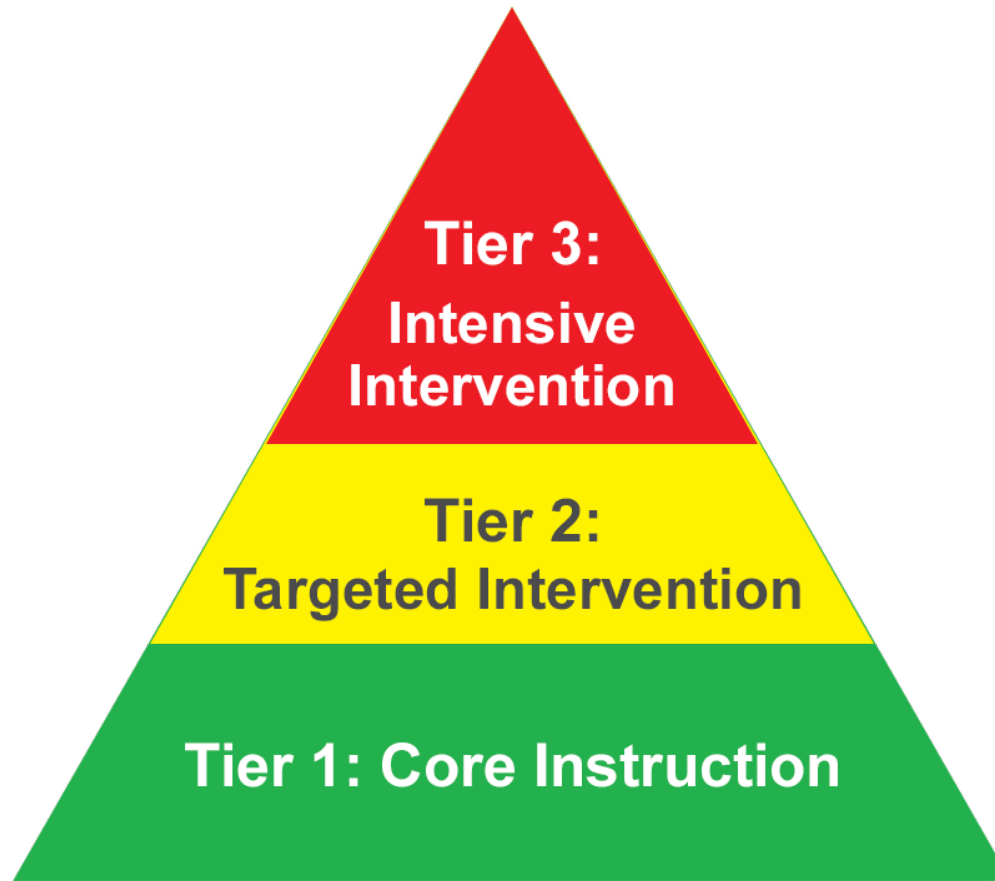 Tier 3:
Intensive
Intervention
Tier 2:
Targeted Intervention
Tier 1: Core Instruction